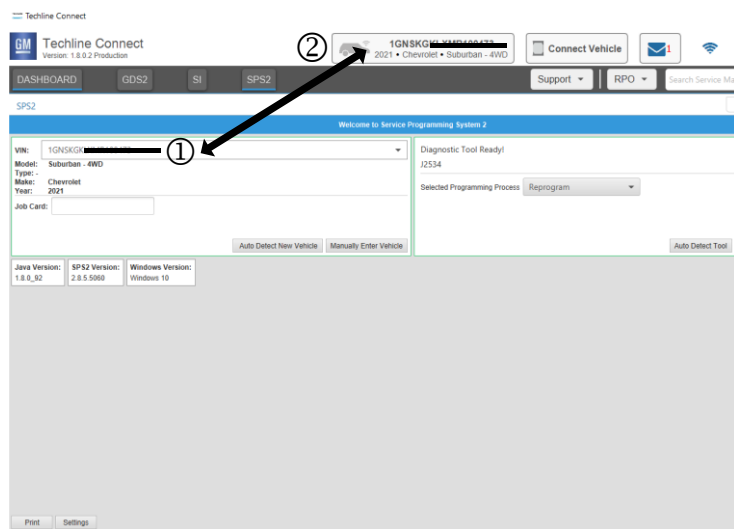 Techline Connect
GM
Techline Connect
Version: 1.8.0.2 Production
②
2021 • Chevrolet • Suburban - 4WD
Connect Vehicle
1
DASHBOARD
GDS2
SI
SPS2
Support
RPO
Search Service Ma
SPS2
Welcome to Service Programming System 2
VIN:
①
Model: Suburban - 4WD
Type: -
Make: Chevrolet
Year: 2021
Job Card:
Auto Detect New Vehicle
Manually Enter Vehicle
Diagnostic Tool Ready!
J2534
Selected Programming Process
Reprogram
Auto Detect Tool
Java Version:
1.8.0_92
SPS2 Version:
2.8.5.5060
Windows Version:
Windows 10
Print
Settings